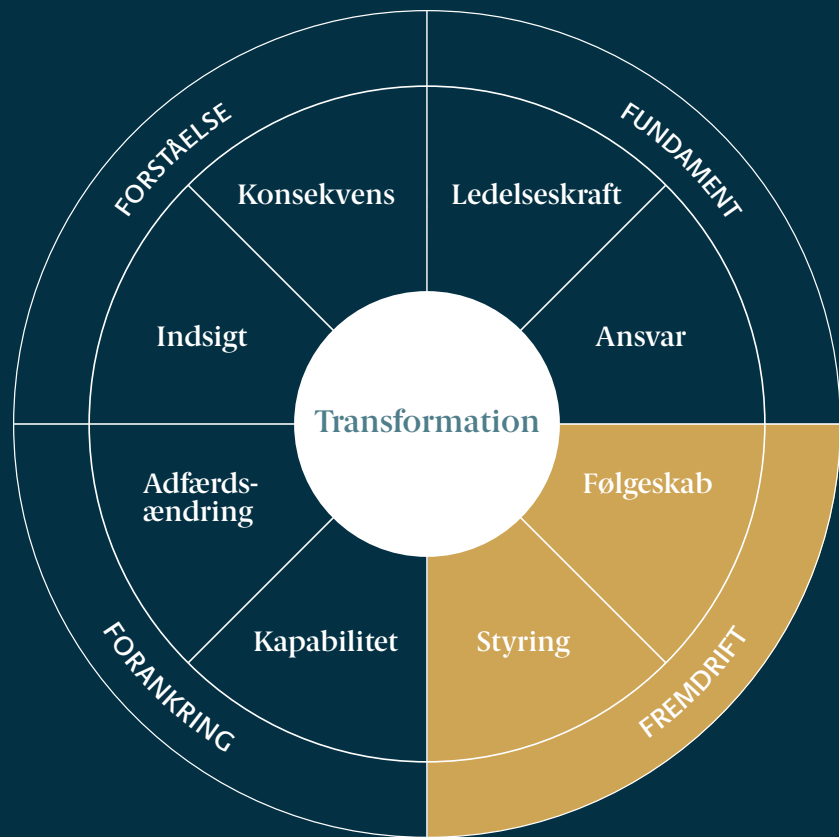 FORSTÅELSE
FUNDAMENT
Konsekvens
Ledelseskraft
Indsigt
Ansvar
Transformation
Adfærds-
ændring
Følgeskab
Kapabilitet
Styring
FORANKRING
FREMDRIFT